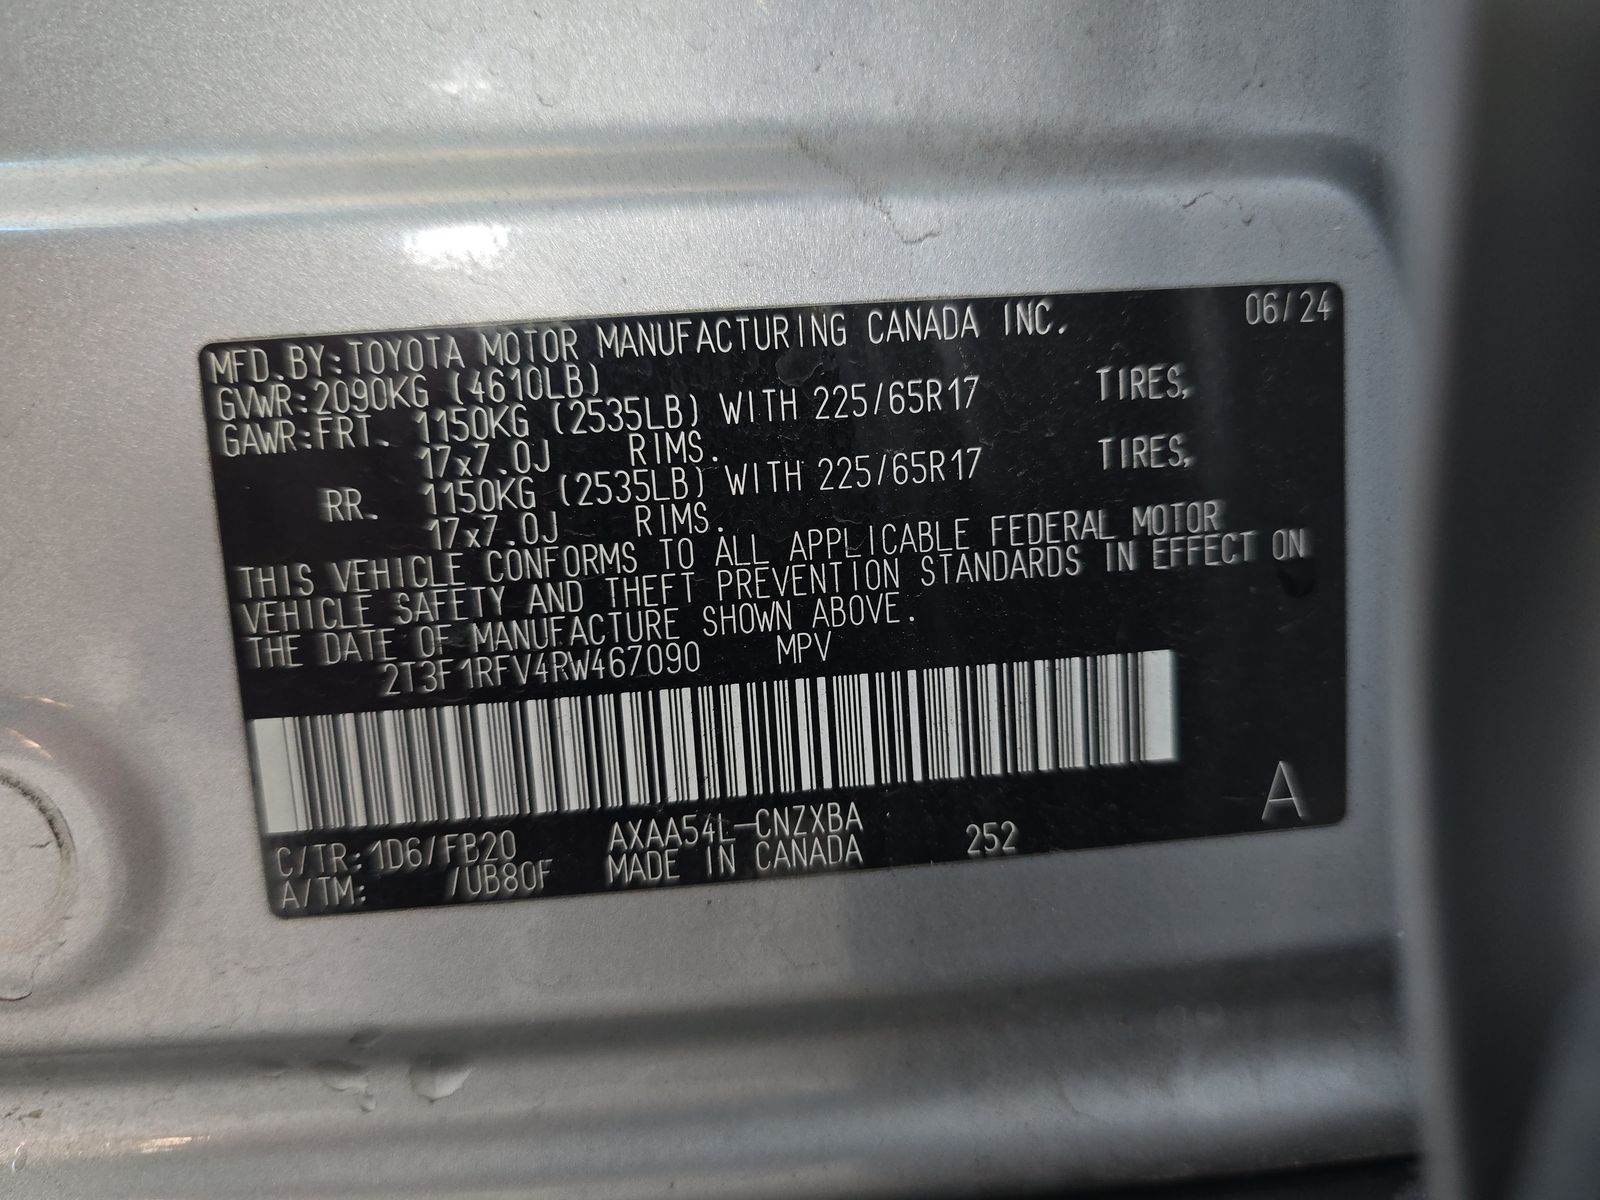 MFD.BY:TOYOTA MOTOR MANUFACTURING CANADA INC. 06/24
GVWR:2090KG (4610LB)
GAWR:FRT. 1150KG (2535LB) WITH 225/65R17 TIRES,
17x7.0J RIMS.
RR. 1150KG (2535LB) WITH 225/65R17 TIRES,
17x7.0J RIMS.
THIS VEHICLE CONFORMS TO ALL APPLICABLE FEDERAL MOTOR
VEHICLE SAFETY AND THEFT PREVENTION STANDARDS IN EFFECT ON
THE DATE OF MANUFACTURE SHOWN ABOVE.
2T3F1RFV4RW467090 MPV
C/TR:1D6/FB20 AXAA54L-CNZXBA 252 A
A/TM: /UB80F MADE IN CANADA